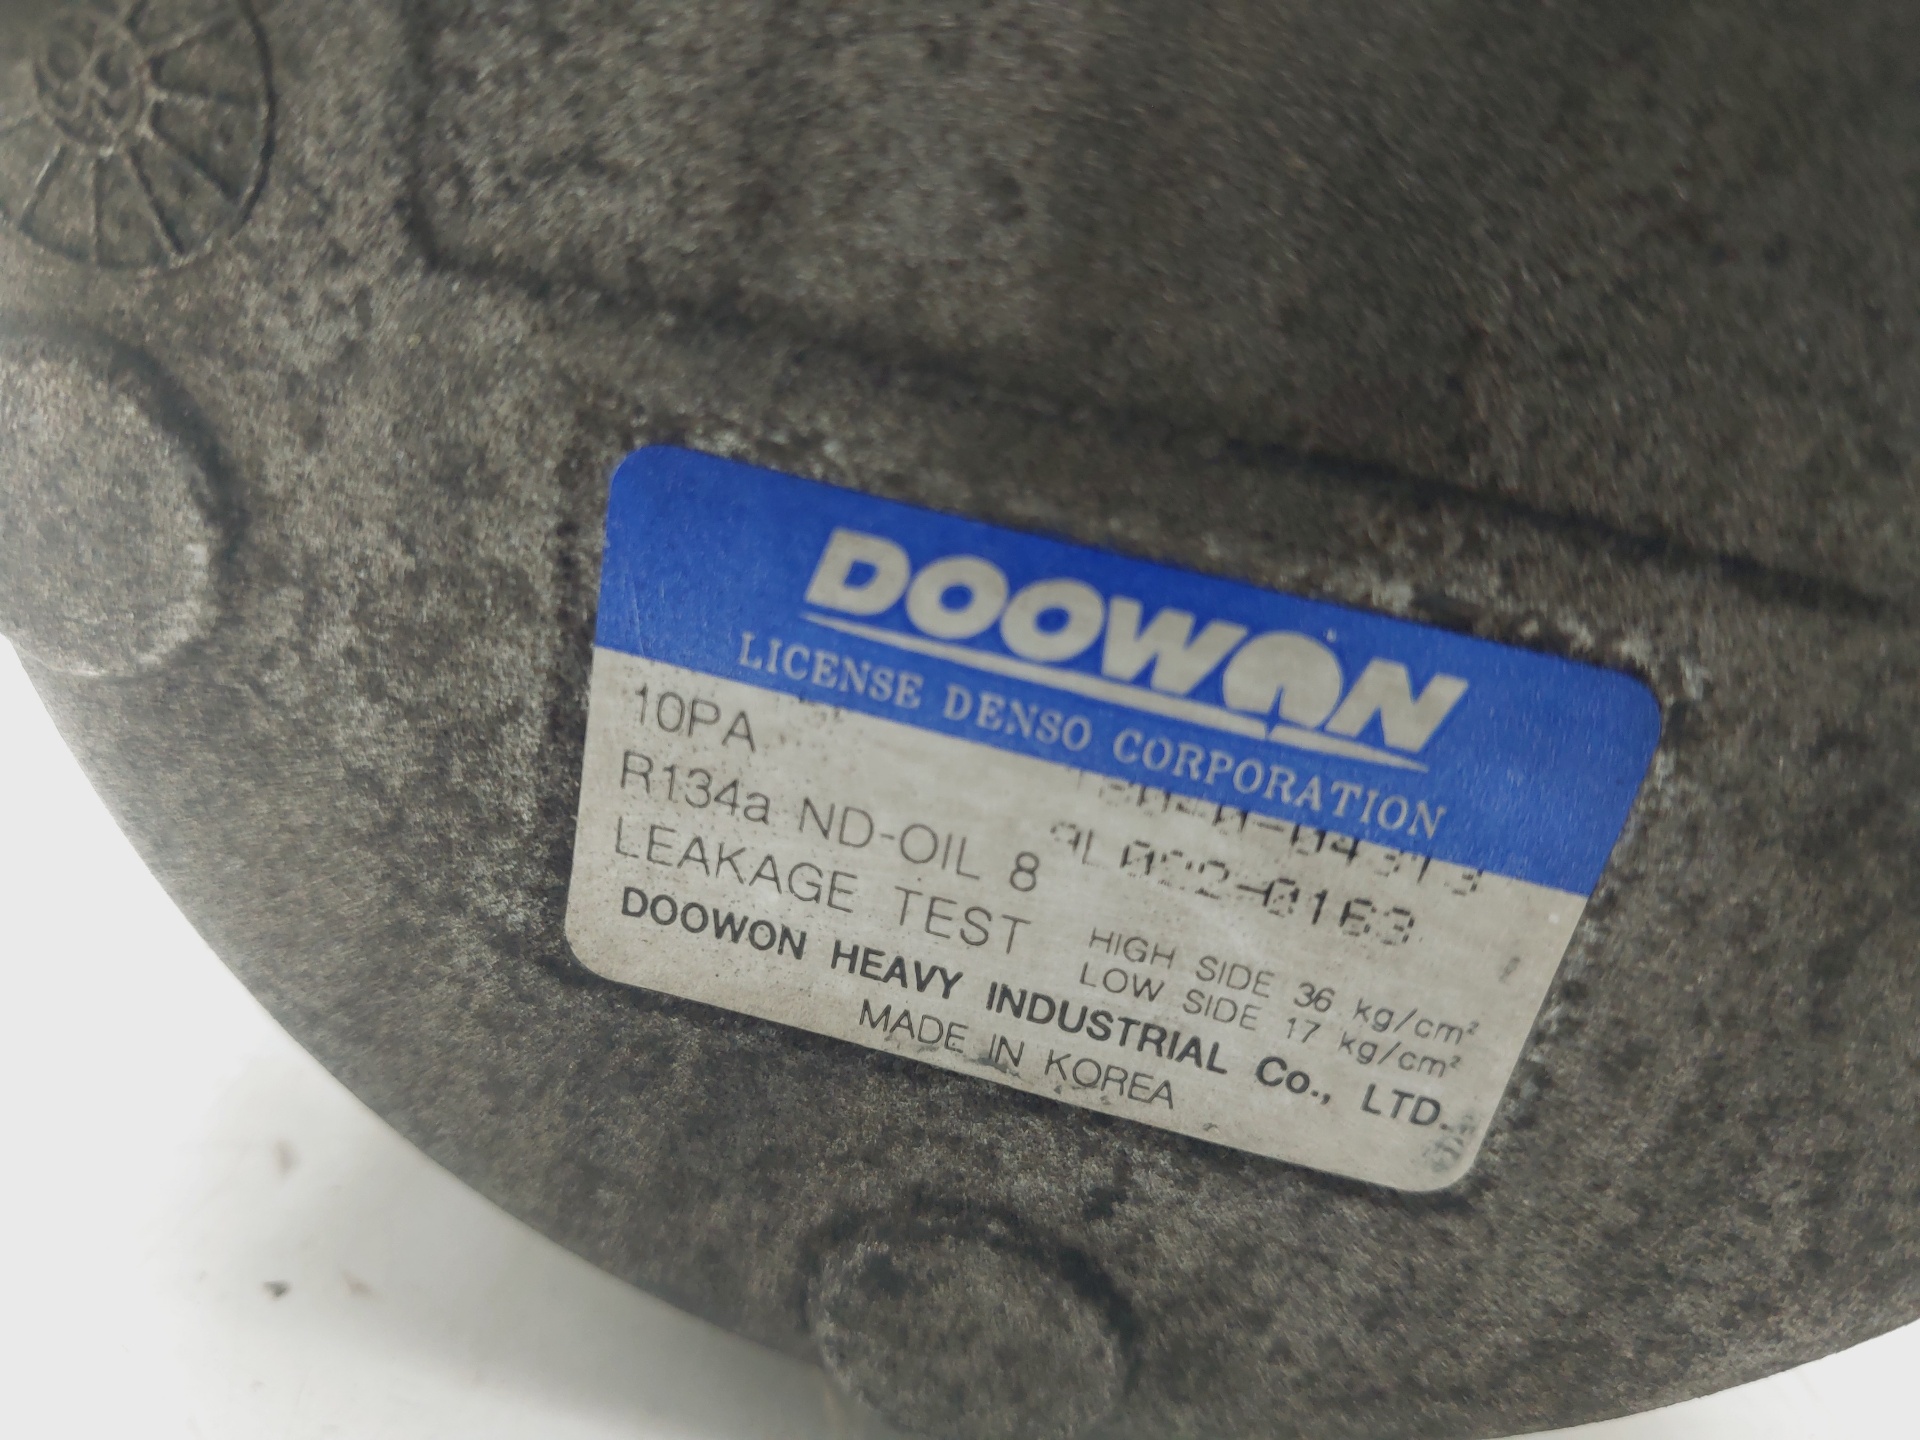 DOOWON
LICENSE DENSO CORPORATION
10PA
R134a ND-OIL 8
LEAKAGE TEST
HIGH SIDE 36 kg/cm²
LOW SIDE 17 kg/cm²
DOOWON HEAVY INDUSTRIAL Co., LTD.
MADE IN KOREA